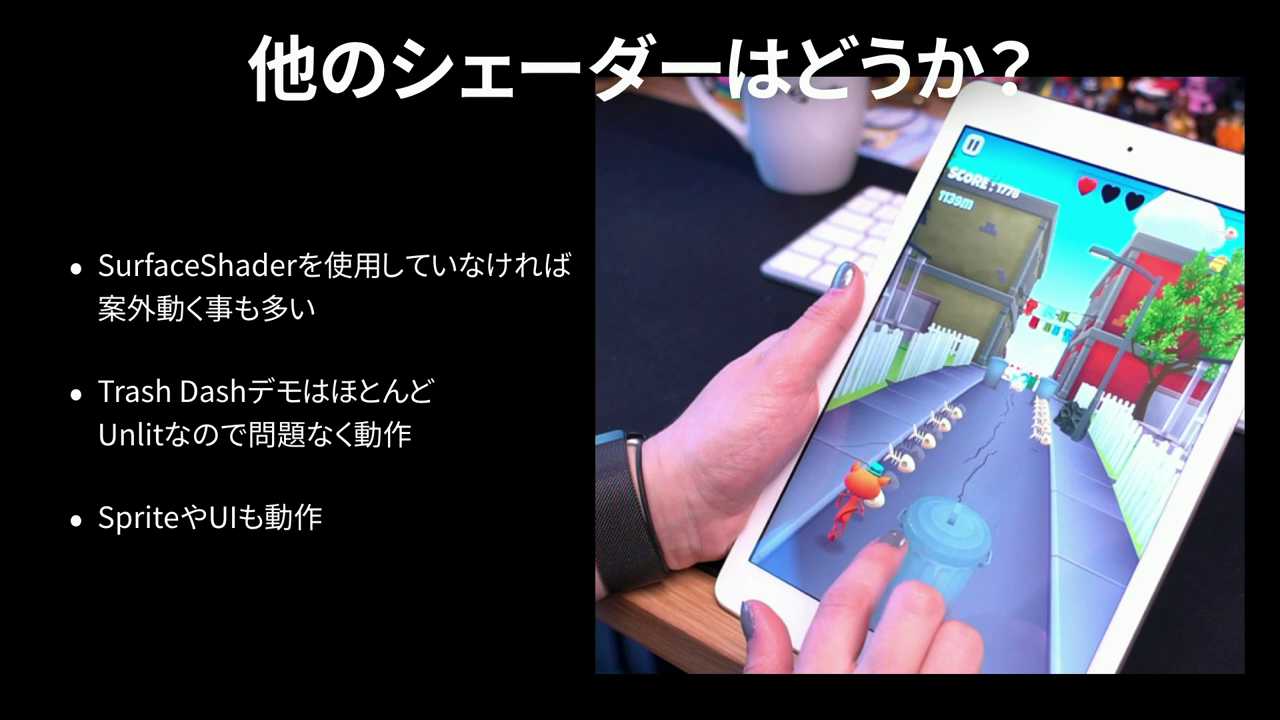 他のシェーダーはどうか？
• SurfaceShaderを使用していなければ
案外動く事も多い
• Trash Dashデモはほとんど
Unlitなので問題なく動作
• SpriteやUIも動作
SCORE : 1776
1139m